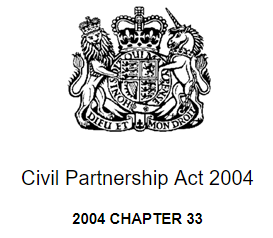 DIEU ET MON DROIT
Civil Partnership Act 2004
2004 CHAPTER 33